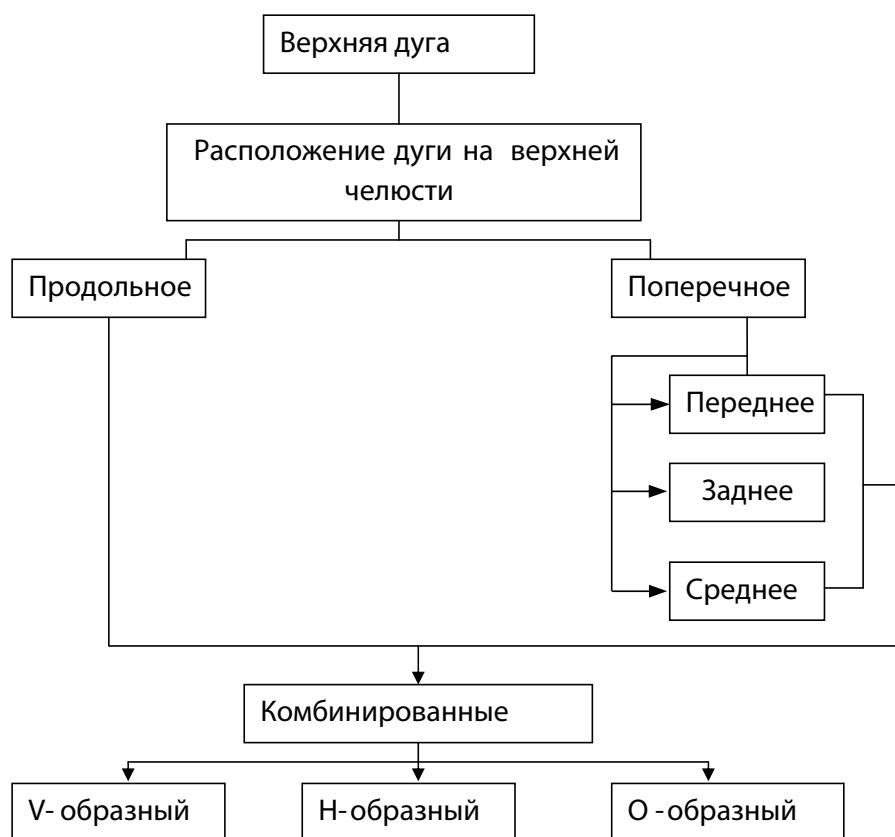 Верхняя дуга
Расположение дуги на верхней
челюсти
Продольное
Поперечное
Переднее
Заднее
Среднее
Комбинированные
V- образный
Н-образный
О -образный